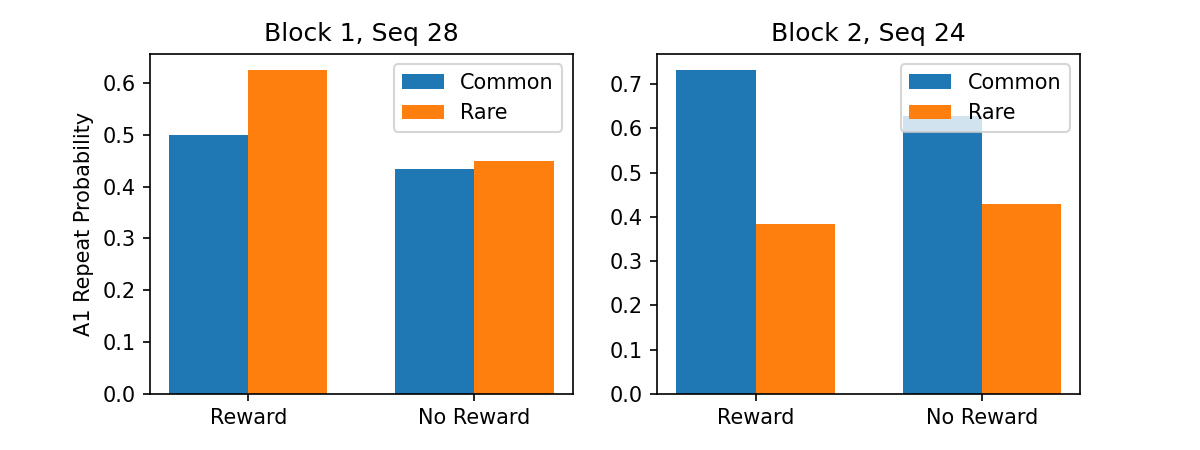 Block 1, Seq 28
A1 Repeat Probability
0.6
0.5
0.4
0.3
0.2
0.1
0.0
Common
Rare
Reward
No Reward
Block 2, Seq 24
0.7
0.6
0.5
0.4
0.3
0.2
0.1
0.0
Common
Rare
Reward
No Reward